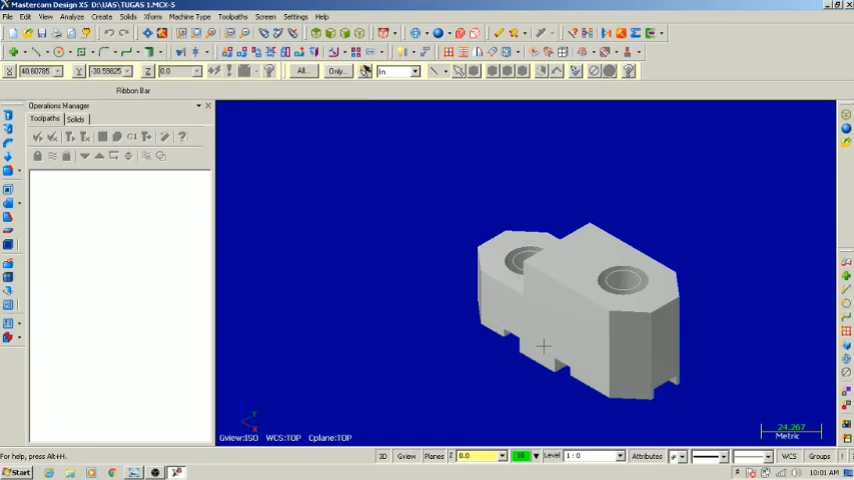 Mastercam Design X5 D:\UAS\TUGAS 1.MCX-5
File Edit View Analyze Create Solids Xform Machine Type Toolpaths Screen Settings Help
X 40.60785 Y -30.59825 Z 0.0 All... Only... In
Ribbon Bar
Operations Manager
Toolpaths Solids
G1
Y
X
Gview:ISO WCS:TOP Cplane:TOP
24.267
Metric
For help, press Alt+H.
3D Gview Planes Z 0.0 10 Level 1 : 0 Attributes WCS Groups
Start 10:01 AM